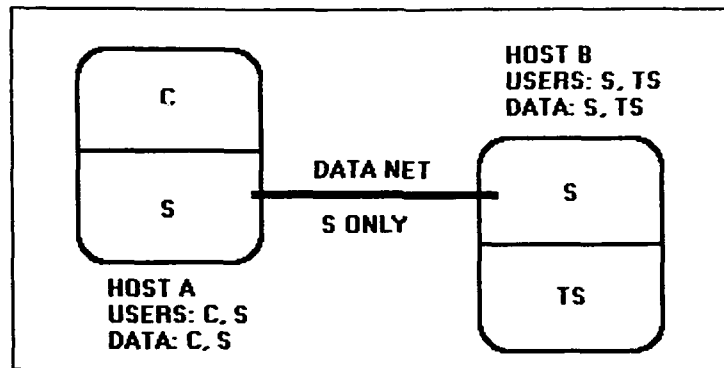 C
S
HOST A
USERS: C, S
DATA: C, S
DATA NET
S ONLY
HOST B
USERS: S, TS
DATA: S, TS
S
TS